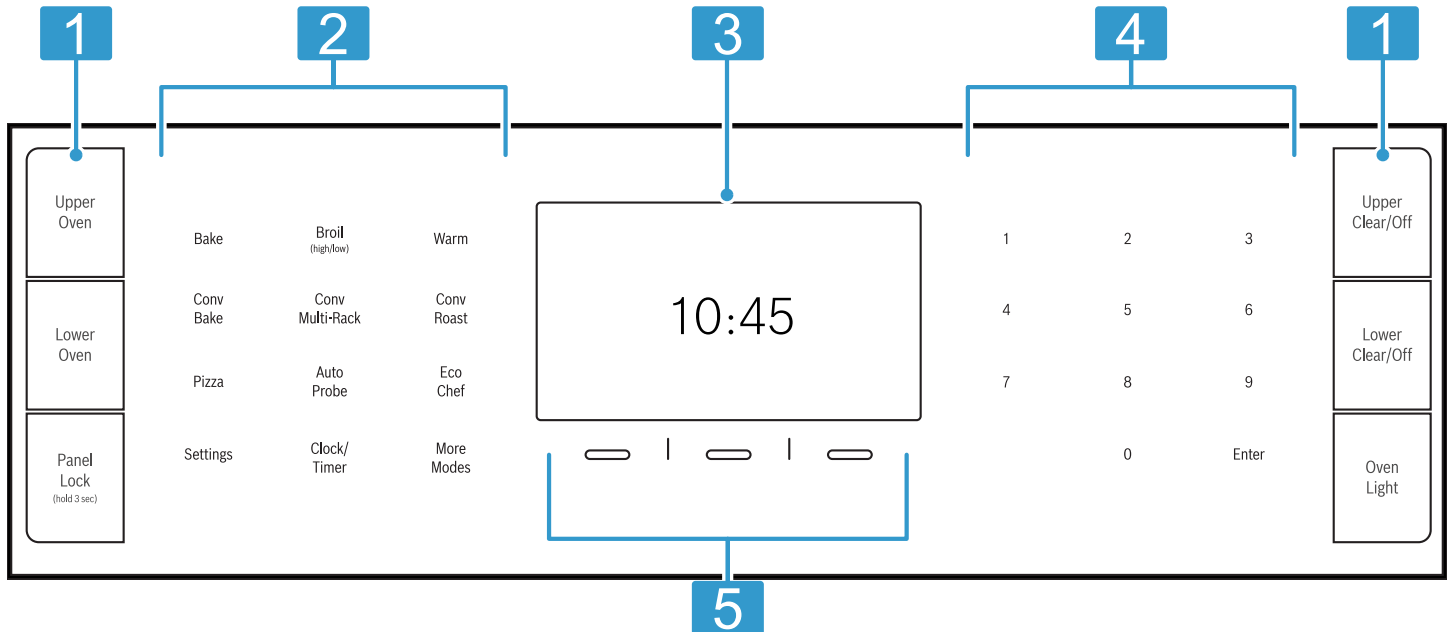 1 2 3 4 1
Upper
Oven
Lower
Oven
Panel
Lock
(hold 3 sec)
Bake
Broil
(high/low)
Warm
Conv
Bake
Conv
Multi-Rack
Conv
Roast
Pizza
Auto
Probe
Eco
Chef
Settings
Clock/
Timer
More
Modes
10:45
1 2 3
4 5 6
7 8 9
0 Enter
Upper
Clear/Off
Lower
Clear/Off
Oven
Light
5